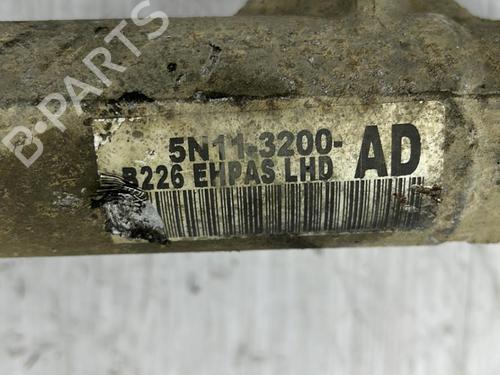 B-PARTS
5N11-3200-
AD
B226 EHPAS LHD